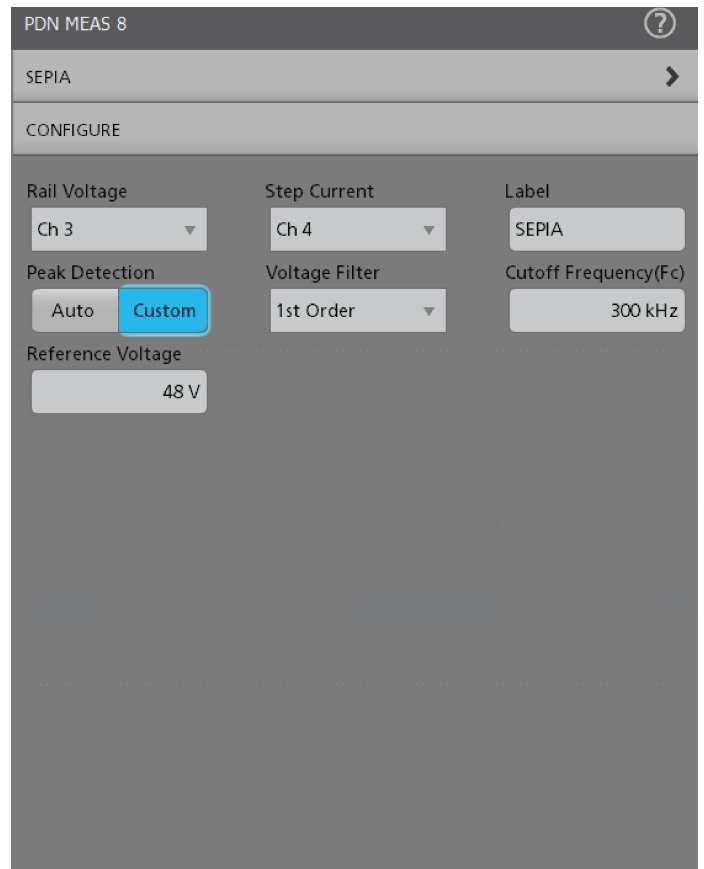 PDN MEAS 8
SEPIA
CONFIGURE
Rail Voltage Step Current Label
Ch 3 Ch 4 SEPIA
Peak Detection Voltage Filter Cutoff Frequency(Fc)
Auto Custom 1st Order 300 kHz
Reference Voltage
48 V